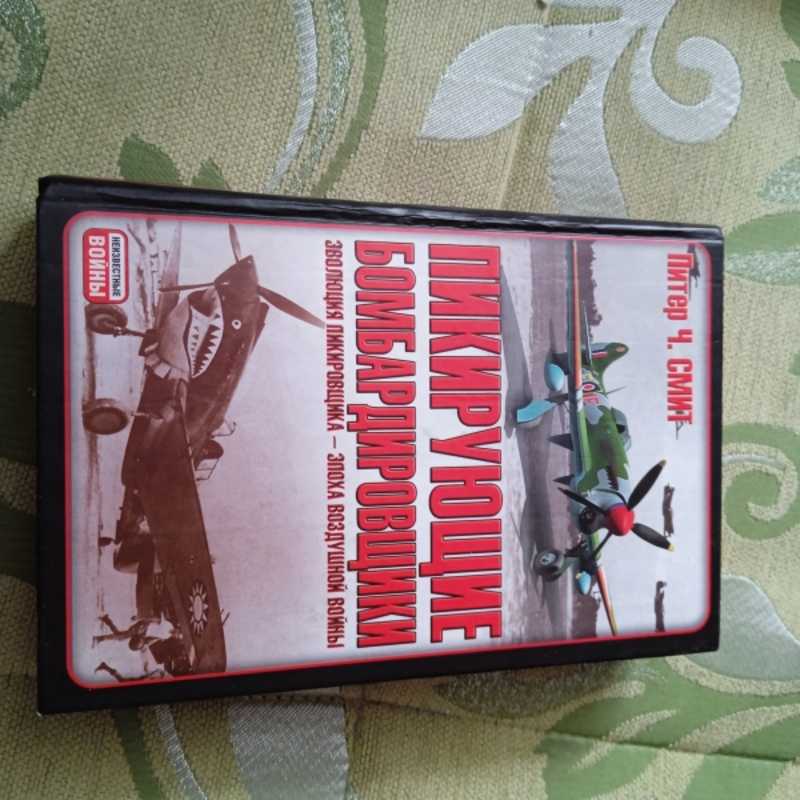 Питер Ч. СМИТ
ПИКИРУЮЩИЕ
БОМБАРДИРОВЩИКИ
ЭВОЛЮЦИЯ ПИКИРОВЩИКА – ЭПОХА ВОЗДУШНОЙ ВОЙНЫ
НЕИЗВЕСТНЫЕ
ВОЙНЫ